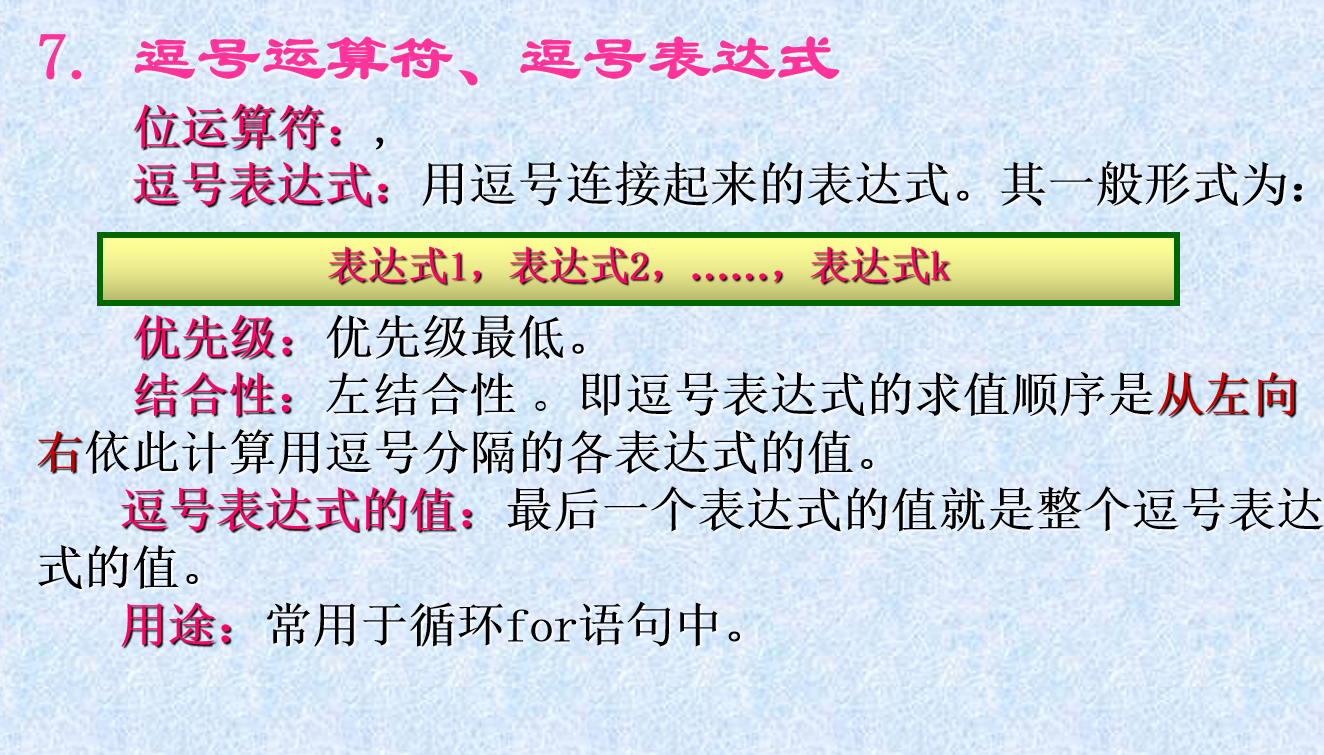 7. 逗号运算符、逗号表达式
位运算符：,
逗号表达式：用逗号连接起来的表达式。其一般形式为：
表达式1，表达式2，……，表达式k
优先级：优先级最低。
结合性：左结合性 。即逗号表达式的求值顺序是从左向
右依此计算用逗号分隔的各表达式的值。
逗号表达式的值：最后一个表达式的值就是整个逗号表达
式的值。
用途：常用于循环for语句中。